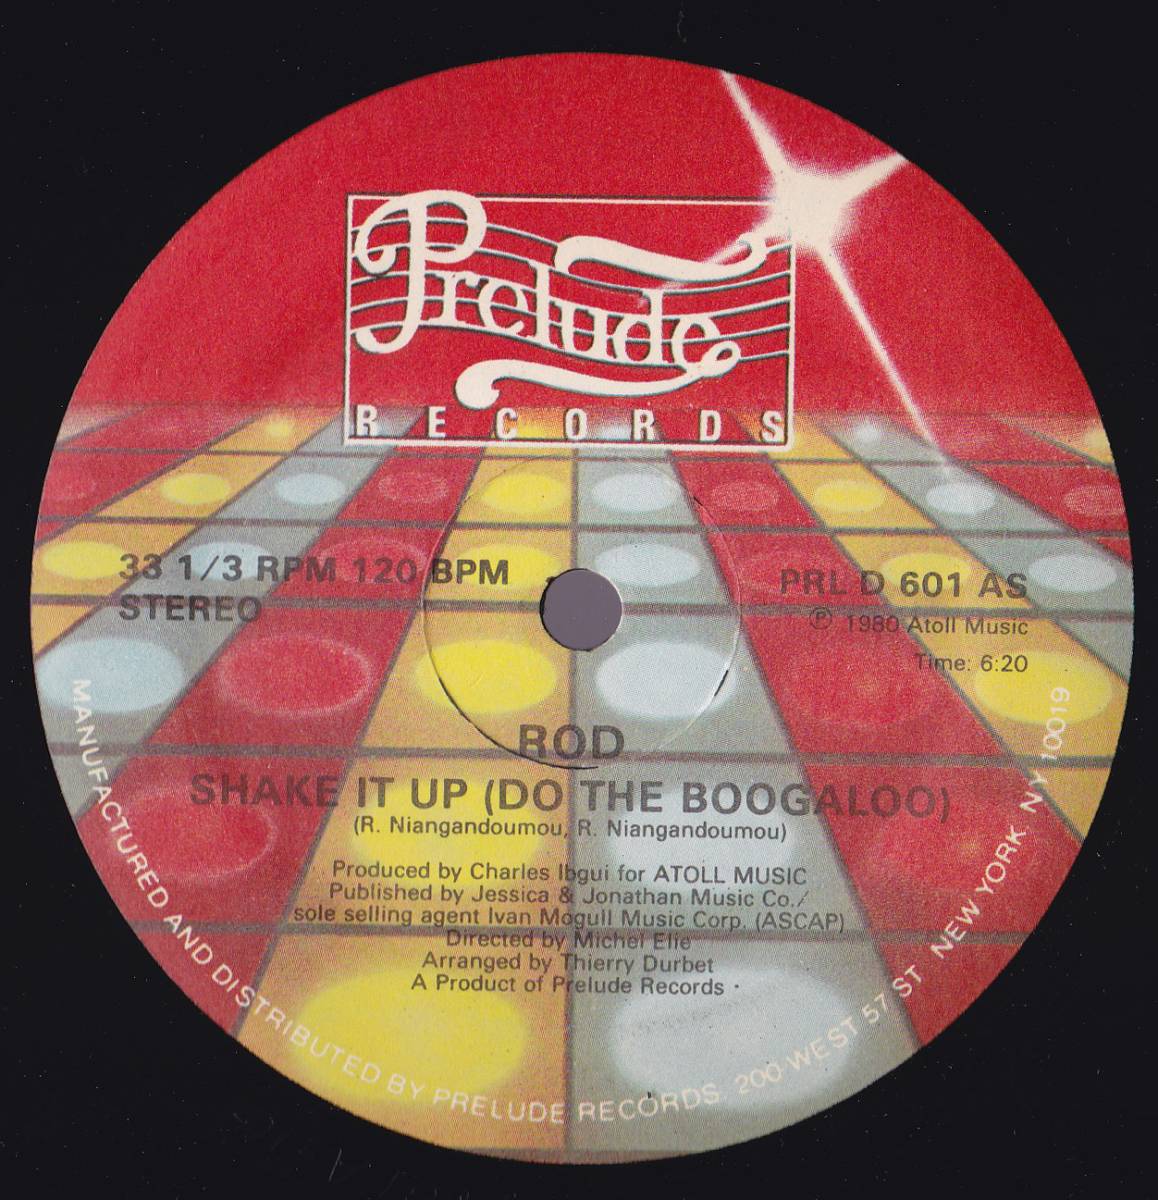 Prelude
RECORDS
33 1/3 RPM 120 BPM
STEREO
PRL D 601 AS
Ⓟ 1980 Atoll Music
Time: 6:20
ROD
SHAKE IT UP (DO THE BOOGALOO)
(R. Niangandoumou, R. Niangandoumou)
Produced by Charles Ibgui for ATOLL MUSIC
Published by Jessica & Jonathan Music Co./
sole selling agent Ivan Mogull Music Corp. (ASCAP)
Directed by Michel Elie
Arranged by Thierry Durbet
A Product of Prelude Records ·
MANUFACTURED AND DISTRIBUTED BY PRELUDE RECORDS. 200 WEST 57 ST NEW YORK NY 10019